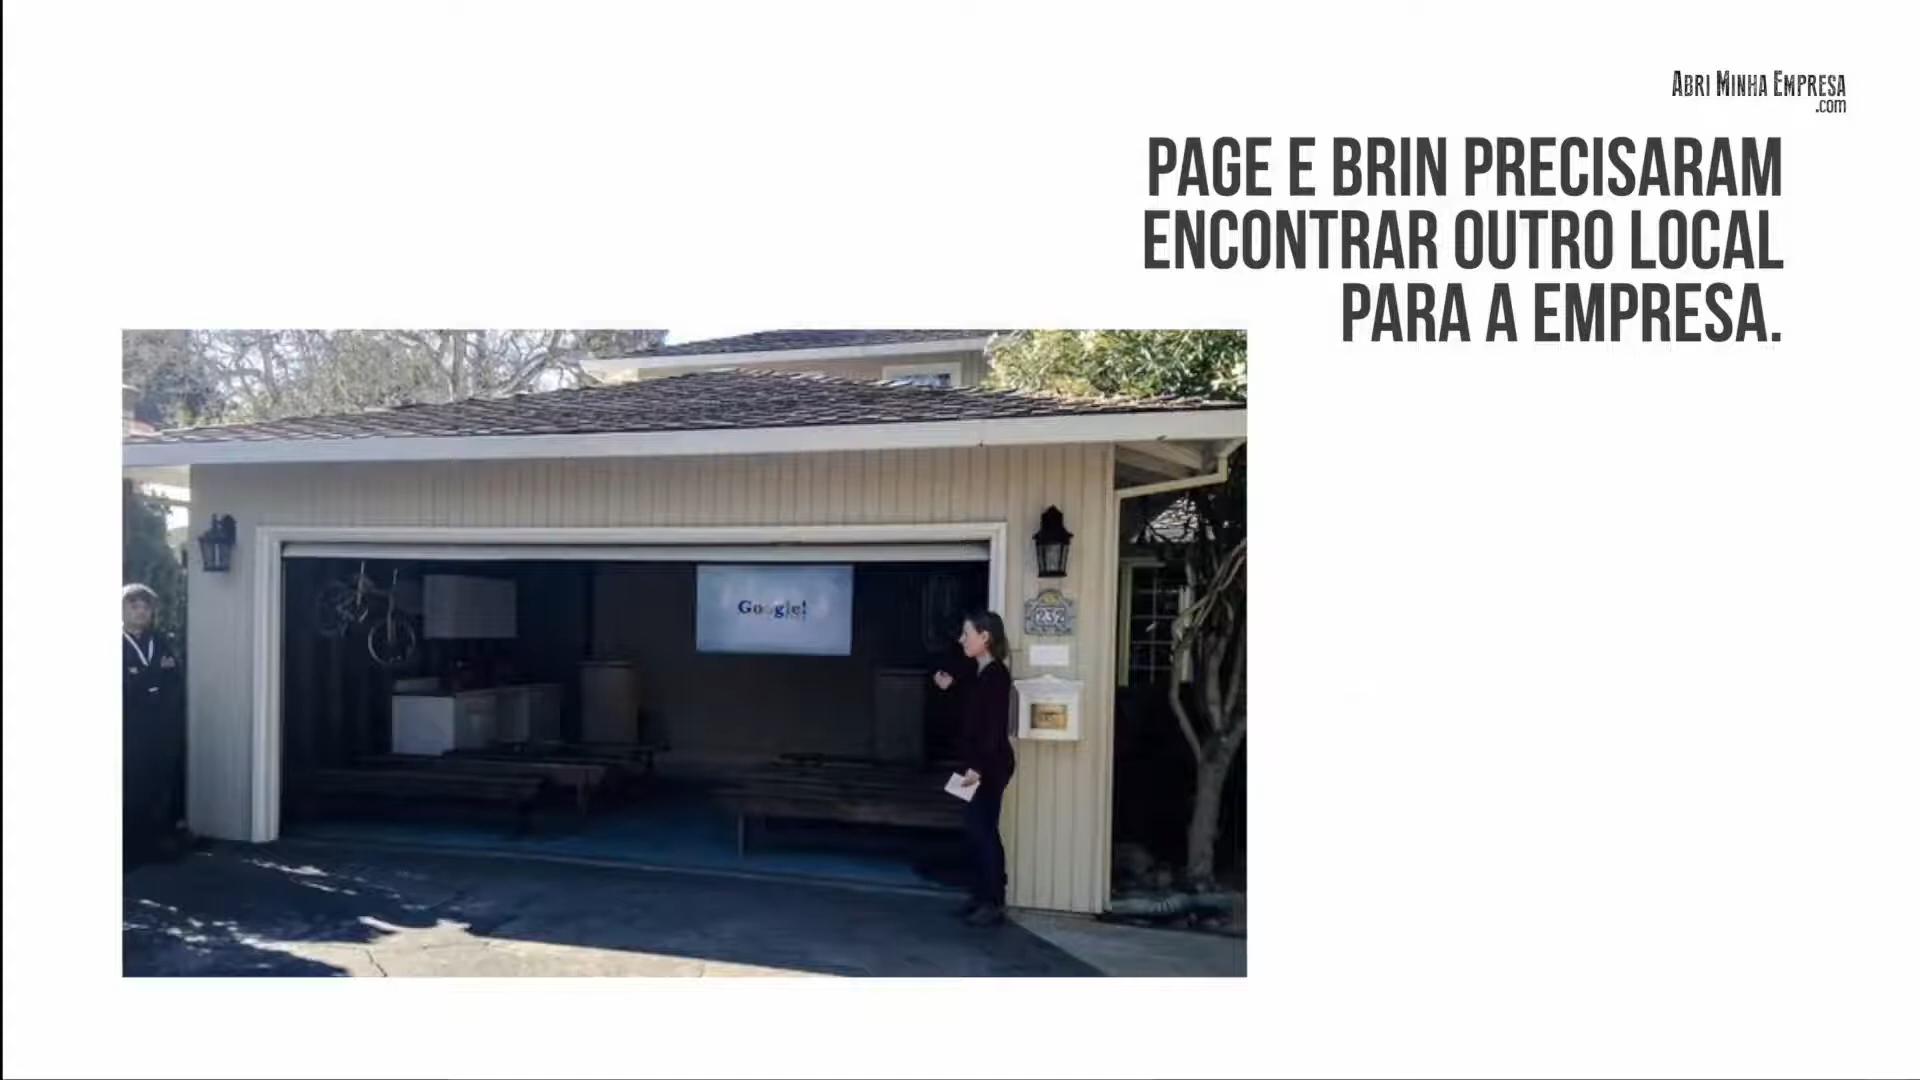 ABRI MINHA EMPRESA
.com
PAGE E BRIN PRECISARAM
ENCONTRAR OUTRO LOCAL
PARA A EMPRESA.
Google!
232